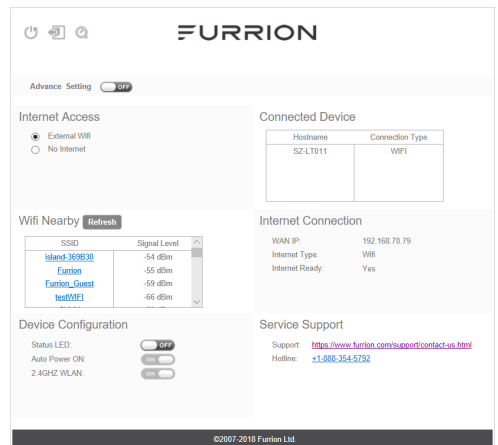 FURRION
Advance Setting OFF
Internet Access
External Wifi
No Internet
Connected Device
Hostname Connection Type
SZ-LT011 WIFI
Wifi Nearby Refresh
SSID Signal Level
island-369B30 -54 dBm
Furrion -55 dBm
Furrion_Guest -59 dBm
testWIFI -66 dBm
Internet Connection
WAN IP: 192.168.70.79
Internet Type: Wifi
Internet Ready: Yes
Device Configuration
Status LED: OFF
Auto Power ON: ON
2.4GHZ WLAN: ON
Service Support
Support: https://www.furrion.com/support/contact-us.html
Hotline: +1-888-354-5792
©2007-2018 Furrion Ltd.